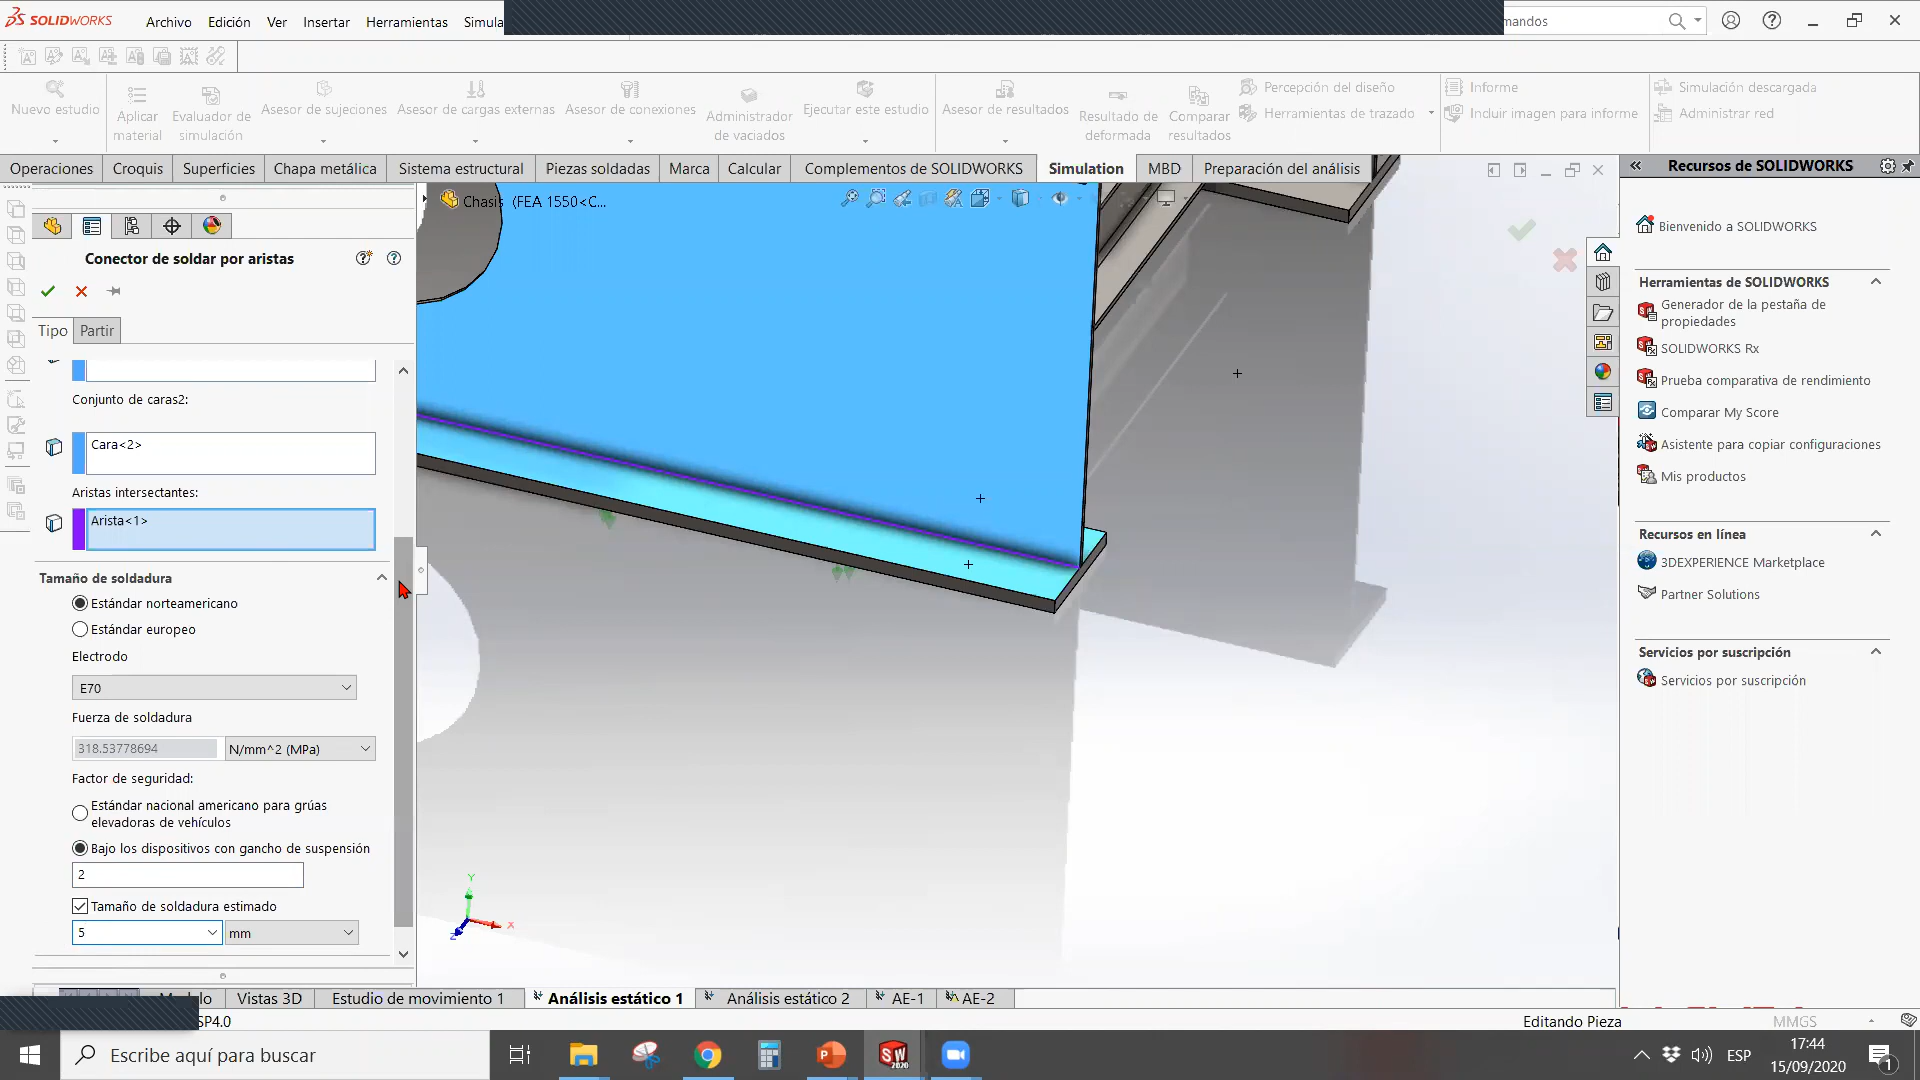 SOLIDWORKS
Archivo Edición Ver Insertar Herramientas Simula
mandos
Nuevo estudio
Aplicar material
Evaluador de simulación
Asesor de sujeciones
Asesor de cargas externas
Asesor de conexiones
Administrador de vaciados
Ejecutar este estudio
Asesor de resultados
Resultado de deformada
Comparar resultados
Percepción del diseño
Herramientas de trazado
Informe
Incluir imagen para informe
Simulación descargada
Administrar red
Operaciones Croquis Superficies Chapa metálica Sistema estructural Piezas soldadas Marca Calcular Complementos de SOLIDWORKS Simulation MBD Preparación del análisis
Recursos de SOLIDWORKS
Chasis (FEA 1550<C...
Conector de soldar por aristas
Tipo Partir
Conjunto de caras2:
Cara<2>
Aristas intersectantes:
Arista<1>
Tamaño de soldadura
Estándar norteamericano
Estándar europeo
Electrodo
E70
Fuerza de soldadura
318.53778694 N/mm^2 (MPa)
Factor de seguridad:
Estándar nacional americano para grúas
elevadoras de vehículos
Bajo los dispositivos con gancho de suspensión
2
Tamaño de soldadura estimado
5 mm
Y
X
Z
Bienvenido a SOLIDWORKS
Herramientas de SOLIDWORKS
Generador de la pestaña de
propiedades
SOLIDWORKS Rx
Prueba comparativa de rendimiento
Comparar My Score
Asistente para copiar configuraciones
Mis productos
Recursos en línea
3DEXPERIENCE Marketplace
Partner Solutions
Servicios por suscripción
Servicios por suscripción
Vistas 3D Estudio de movimiento 1 Análisis estático 1 Análisis estático 2 AE-1 AE-2
SP4.0 Editando Pieza MMGS
Escribe aquí para buscar
SW
2020
ESP
17:44
15/09/2020
1